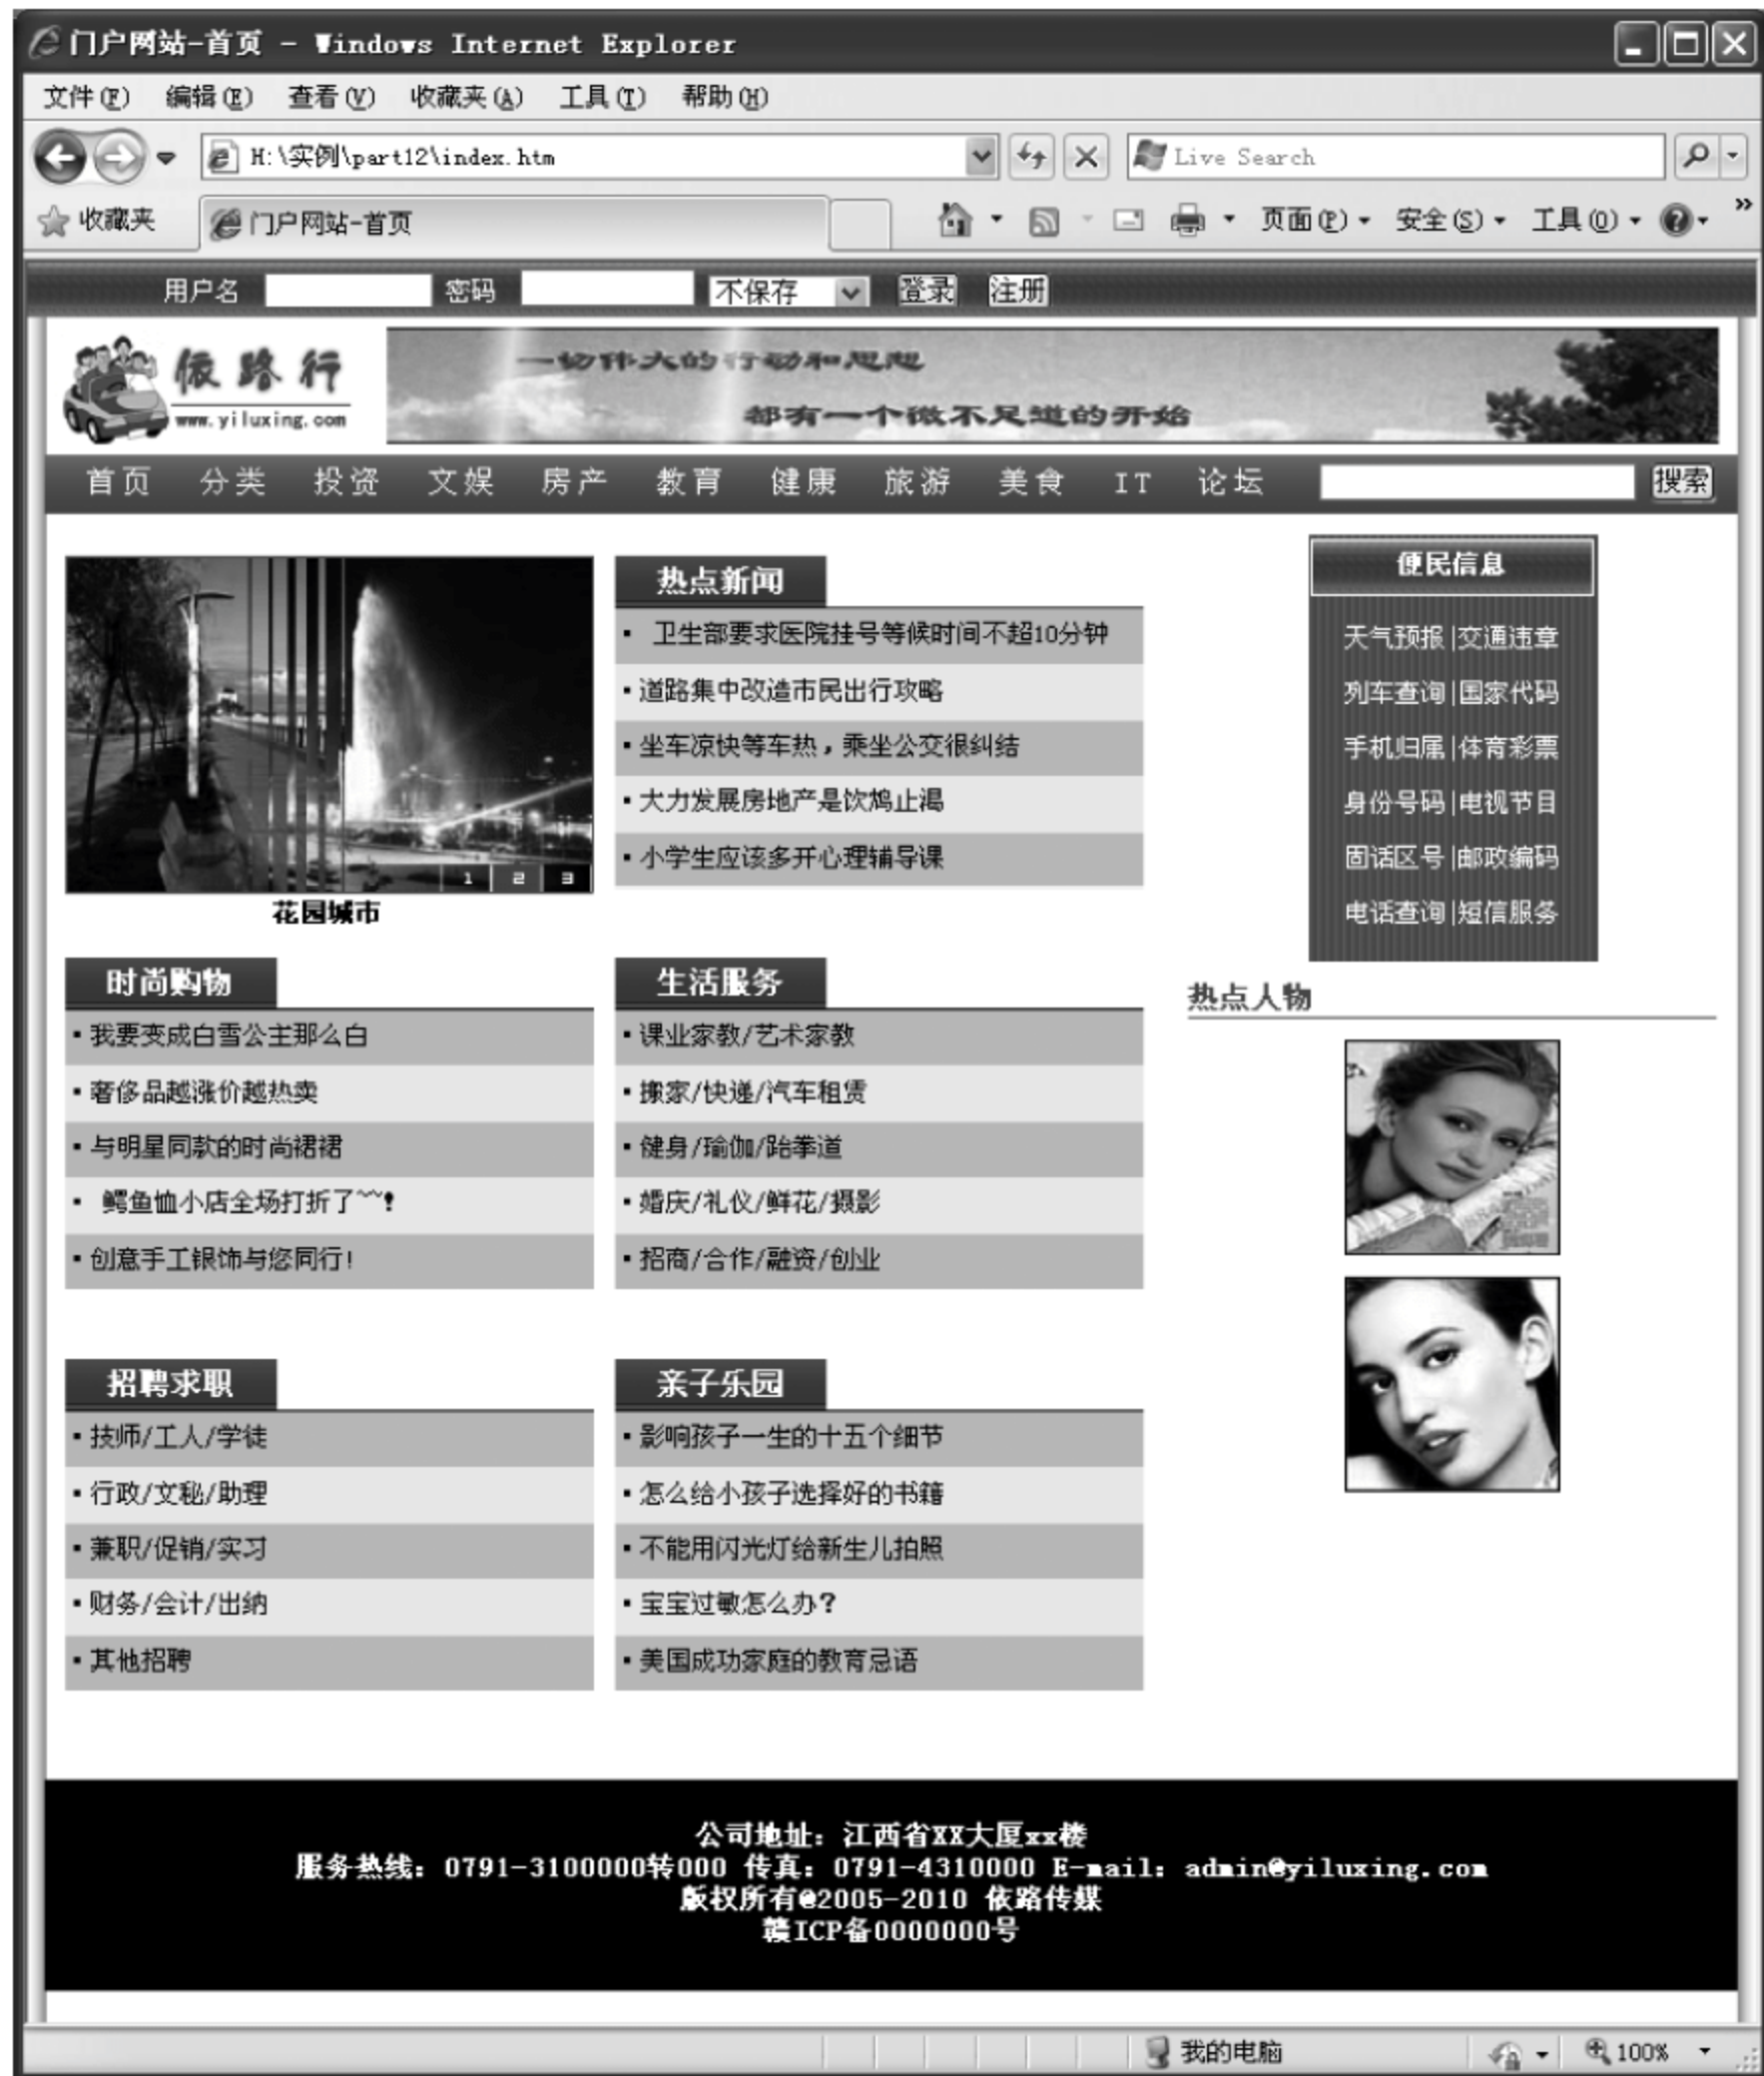 门户网站-首页 - Windows Internet Explorer
文件(F) 编辑(E) 查看(V) 收藏夹(A) 工具(T) 帮助(H)
H:\实例\part12\index.htm Live Search
收藏夹 门户网站-首页 页面(P) 安全(S) 工具(O) »
用户名 密码 不保存 登录 注册
依路行 一切伟大的行动和思想
www.yiluxing.com 都有一个微不足道的开始
首页 分类 投资 文娱 房产 教育 健康 旅游 美食 IT 论坛 搜索
1 2 3
花园城市
热点新闻
▪ 卫生部要求医院挂号等候时间不超10分钟
▪ 道路集中改造市民出行攻略
▪ 坐车凉快等车热，乘坐公交很纠结
▪ 大力发展房地产是饮鸩止渴
▪ 小学生应该多开心理辅导课
便民信息
天气预报|交通违章
列车查询|国家代码
手机归属|体育彩票
身份号码|电视节目
固话区号|邮政编码
电话查询|短信服务
时尚购物
▪ 我要变成白雪公主那么白
▪ 奢侈品越涨价越热卖
▪ 与明星同款的时尚裙裙
▪ 鳄鱼恤小店全场打折了~~!
▪ 创意手工银饰与您同行!
生活服务
▪ 课业家教/艺术家教
▪ 搬家/快递/汽车租赁
▪ 健身/瑜伽/跆拳道
▪ 婚庆/礼仪/鲜花/摄影
▪ 招商/合作/融资/创业
热点人物
招聘求职
▪ 技师/工人/学徒
▪ 行政/文秘/助理
▪ 兼职/促销/实习
▪ 财务/会计/出纳
▪ 其他招聘
亲子乐园
▪ 影响孩子一生的十五个细节
▪ 怎么给小孩子选择好的书籍
▪ 不能用闪光灯给新生儿拍照
▪ 宝宝过敏怎么办？
▪ 美国成功家庭的教育忌语
公司地址：江西省XX大厦xx楼
服务热线：0791-3100000转000 传真：0791-4310000 E-mail：admin@yiluxing.com
版权所有@2005-2010 依路传媒
赣ICP备0000000号
我的电脑 100%